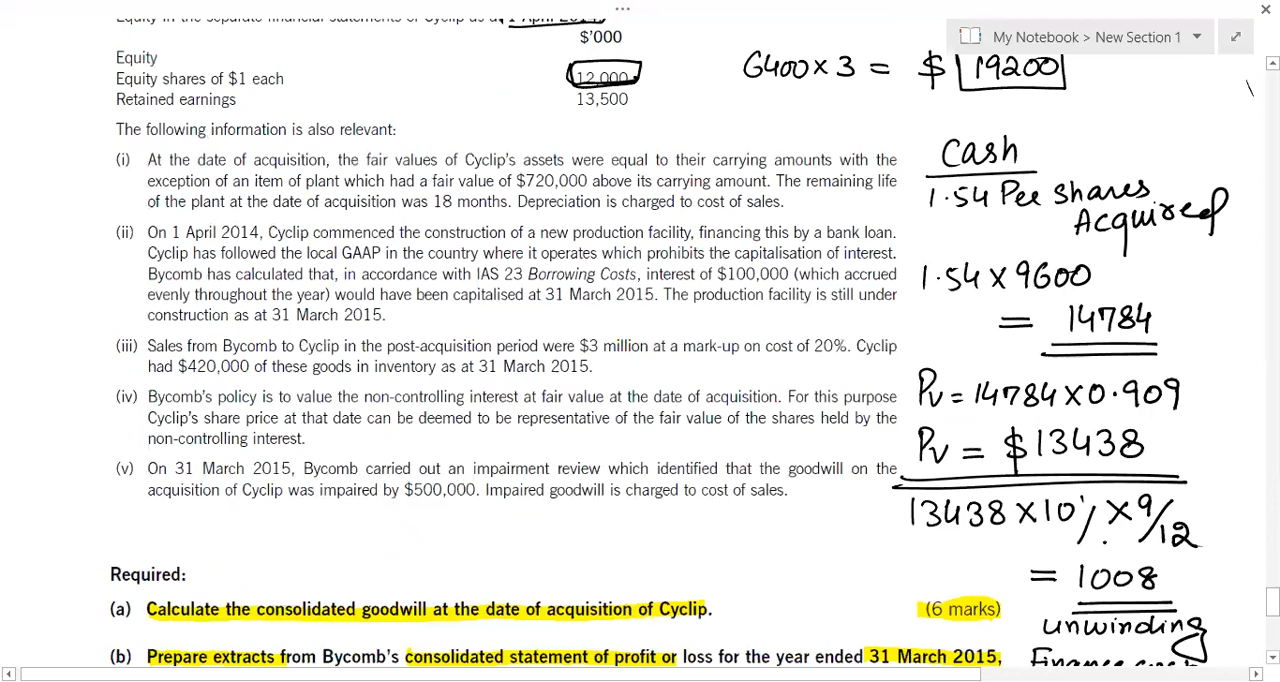 Equity in the separate financial statements of Cyclip as at 1 April 2014
$'000
My Notebook > New Section 1
Equity
Equity shares of $1 each 12,000
Retained earnings 13,500
6400 x 3 = $ 19200
The following information is also relevant:
(i) At the date of acquisition, the fair values of Cyclip's assets were equal to their carrying amounts with the
exception of an item of plant which had a fair value of $720,000 above its carrying amount. The remaining life
of the plant at the date of acquisition was 18 months. Depreciation is charged to cost of sales.
(ii) On 1 April 2014, Cyclip commenced the construction of a new production facility, financing this by a bank loan.
Cyclip has followed the local GAAP in the country where it operates which prohibits the capitalisation of interest.
Bycomb has calculated that, in accordance with IAS 23 Borrowing Costs, interest of $100,000 (which accrued
evenly throughout the year) would have been capitalised at 31 March 2015. The production facility is still under
construction as at 31 March 2015.
(iii) Sales from Bycomb to Cyclip in the post-acquisition period were $3 million at a mark-up on cost of 20%. Cyclip
had $420,000 of these goods in inventory as at 31 March 2015.
(iv) Bycomb's policy is to value the non-controlling interest at fair value at the date of acquisition. For this purpose
Cyclip's share price at that date can be deemed to be representative of the fair value of the shares held by the
non-controlling interest.
(v) On 31 March 2015, Bycomb carried out an impairment review which identified that the goodwill on the
acquisition of Cyclip was impaired by $500,000. Impaired goodwill is charged to cost of sales.
Required:
(a) Calculate the consolidated goodwill at the date of acquisition of Cyclip. (6 marks)
(b) Prepare extracts from Bycomb's consolidated statement of profit or loss for the year ended 31 March 2015,
Cash
1.54 Pee shares
Acquired
1.54 x 9600
= 14784
Pv = 14784 x 0.909
Pv = $13438
13438 x 10% x 9/12
= 1008
unwinding
Finance cost